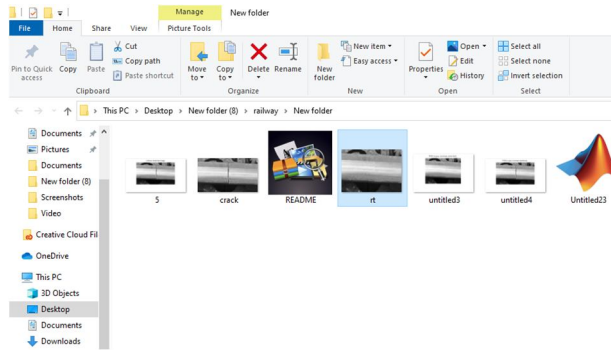 Manage
New folder
File
Home
Share
View
Picture Tools
Pin to Quick access
Copy
Paste
Cut
Copy path
Paste shortcut
Clipboard
Move to
Copy to
Delete
Rename
Organize
New folder
New item
Easy access
New
Properties
Open
Edit
History
Open
Select all
Select none
Invert selection
Select
This PC > Desktop > New folder (8) > railway > New folder
Documents
Pictures
Documents
New folder (8)
Screenshots
Video
Creative Cloud Fil
OneDrive
This PC
3D Objects
Desktop
Documents
Downloads
5
crack
README
rt
untitled3
untitled4
Untitled23